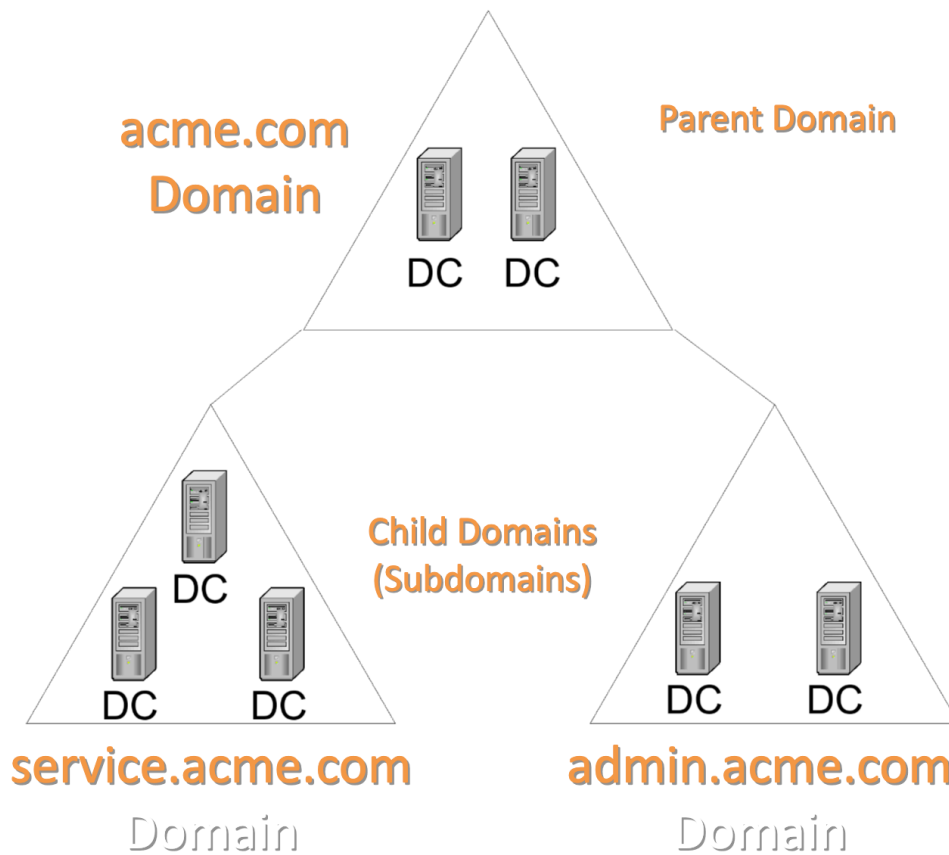 acme.com
Domain
Parent Domain
DC DC
Child Domains
(Subdomains)
DC
DC DC
DC DC
service.acme.com
Domain
admin.acme.com
Domain